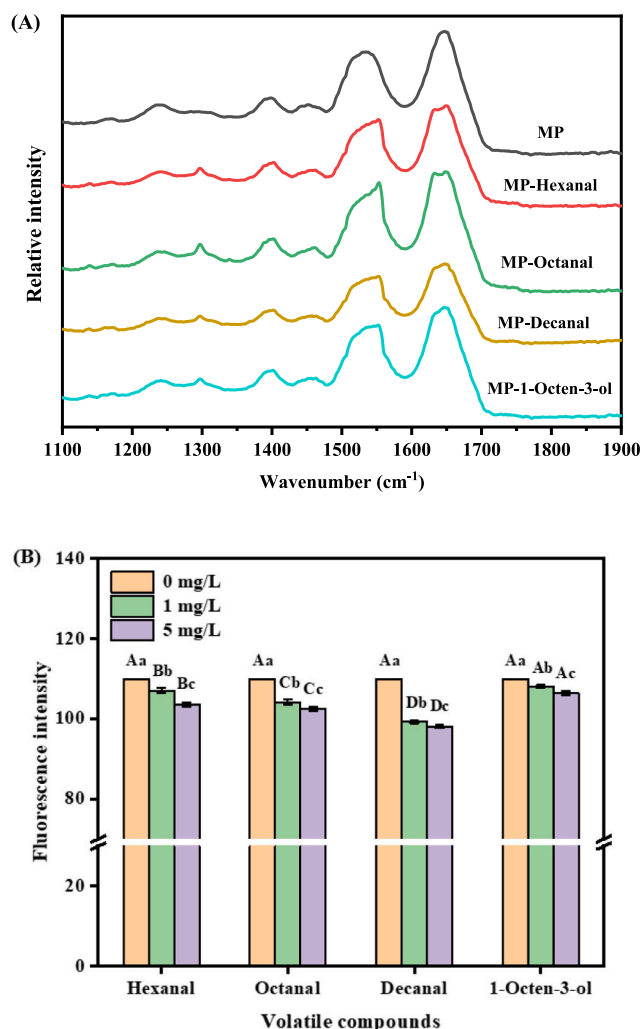 (A)
Relative intensity
MP
MP-Hexanal
MP-Octanal
MP-Decanal
MP-1-Octen-3-ol
1100 1200 1300 1400 1500 1600 1700 1800 1900
Wavenumber (cm⁻¹)
(B)
Fluorescence intensity
140
120
100
80
20
0
0 mg/L
1 mg/L
5 mg/L
Aa Bb Bc Aa Cb Cc Aa Db Dc Aa Ab Ac
Hexanal Octanal Decanal 1-Octen-3-ol
Volatile compounds